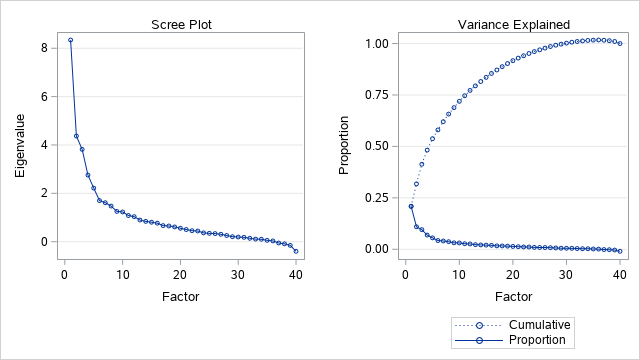 Scree Plot
8
6
4
2
0
0 10 20 30 40
Eigenvalue
Factor
Variance Explained
1.00
0.75
0.50
0.25
0.00
0 10 20 30 40
Proportion
Factor
Cumulative
Proportion